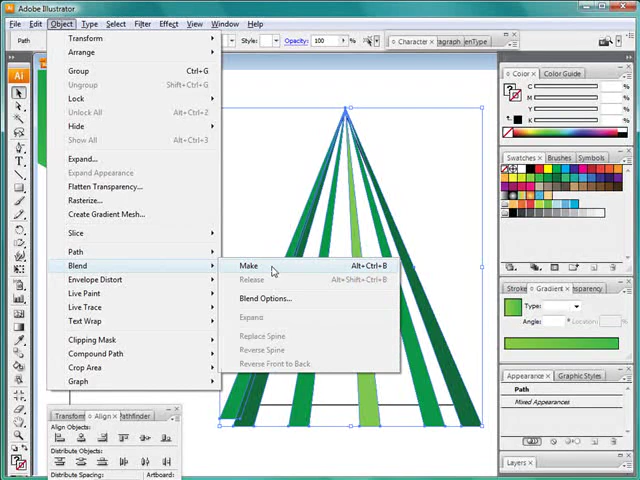 Adobe Illustrator
File Edit Object Type Select Filter Effect View Window Help
Path Style: Opacity: 100 Character aragraph enType
Transform
Arrange
Group Ctrl+G
Ungroup Shift+Ctrl+G
Lock
Unlock All Alt+Ctrl+2
Hide
Show All Alt+Ctrl+3
Expand...
Expand Appearance
Flatten Transparency...
Rasterize...
Create Gradient Mesh...
Slice
Path
Blend
Envelope Distort
Live Paint
Live Trace
Text Wrap
Clipping Mask
Compound Path
Crop Area
Graph
Make Alt+Ctrl+B
Release Alt+Shift+Ctrl+B
Blend Options...
Expand
Replace Spine
Reverse Spine
Reverse Front to Back
Ai
Color Color Guide
C %
M %
Y %
K %
Swatches Brushes Symbols
Stroke Gradient nsparency
Type:
Angle: Location: %
Appearance Graphic Styles
Path
Mixed Appearances
Layers
Transform Align Pathfinder
Align Objects:
Distribute Objects:
Distribute Spacing: Artboard: